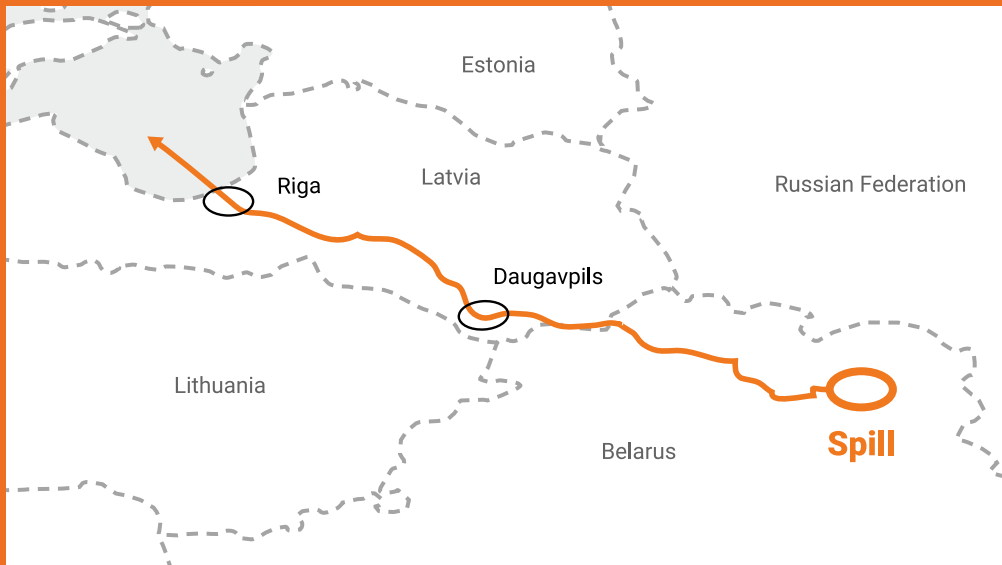 Estonia
Riga
Latvia
Russian Federation
Daugavpils
Lithuania
Spill
Belarus